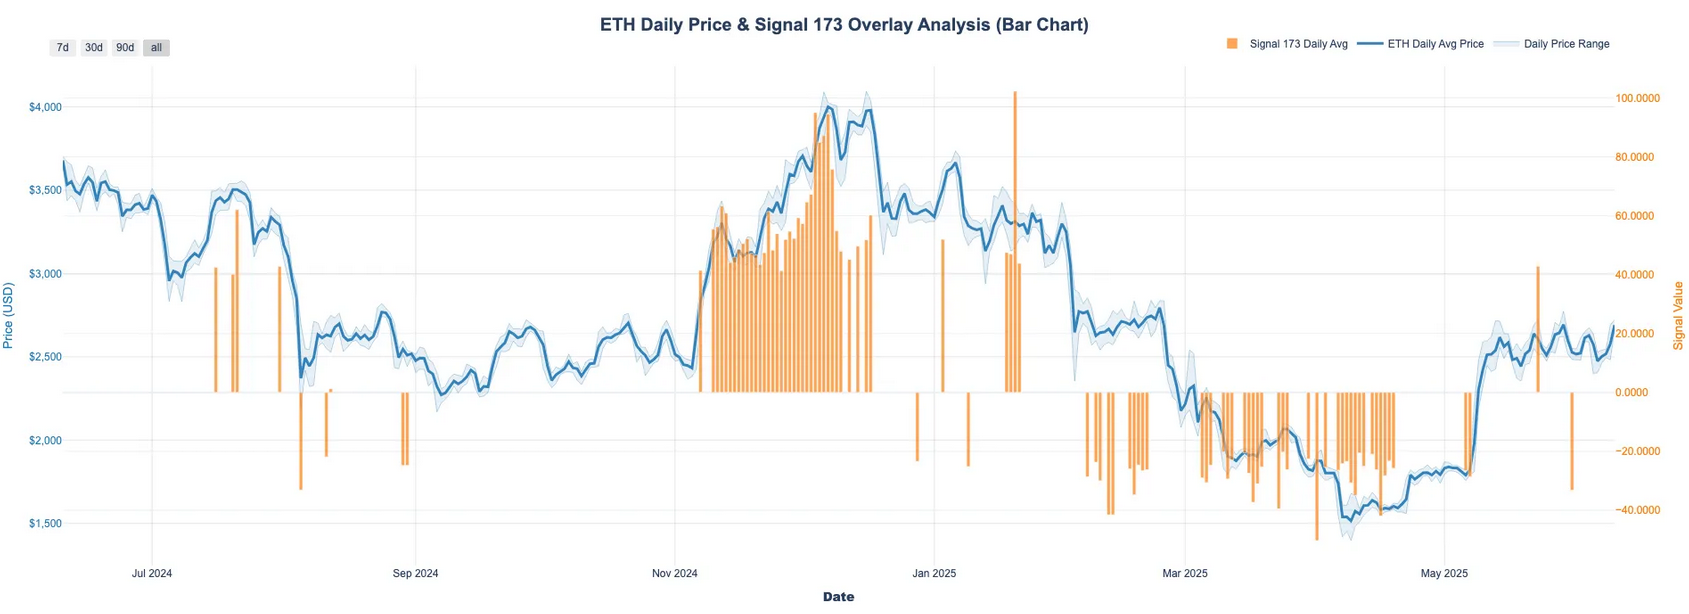 ETH Daily Price & Signal 173 Overlay Analysis (Bar Chart)
7d 30d 90d all
Signal 173 Daily Avg ETH Daily Avg Price Daily Price Range
$4,000
$3,500
$3,000
$2,500
$2,000
$1,500
Price (USD)
100.0000
80.0000
60.0000
40.0000
20.0000
0.0000
−20.0000
−40.0000
Signal Value
Jul 2024 Sep 2024 Nov 2024 Jan 2025 Mar 2025 May 2025
Date